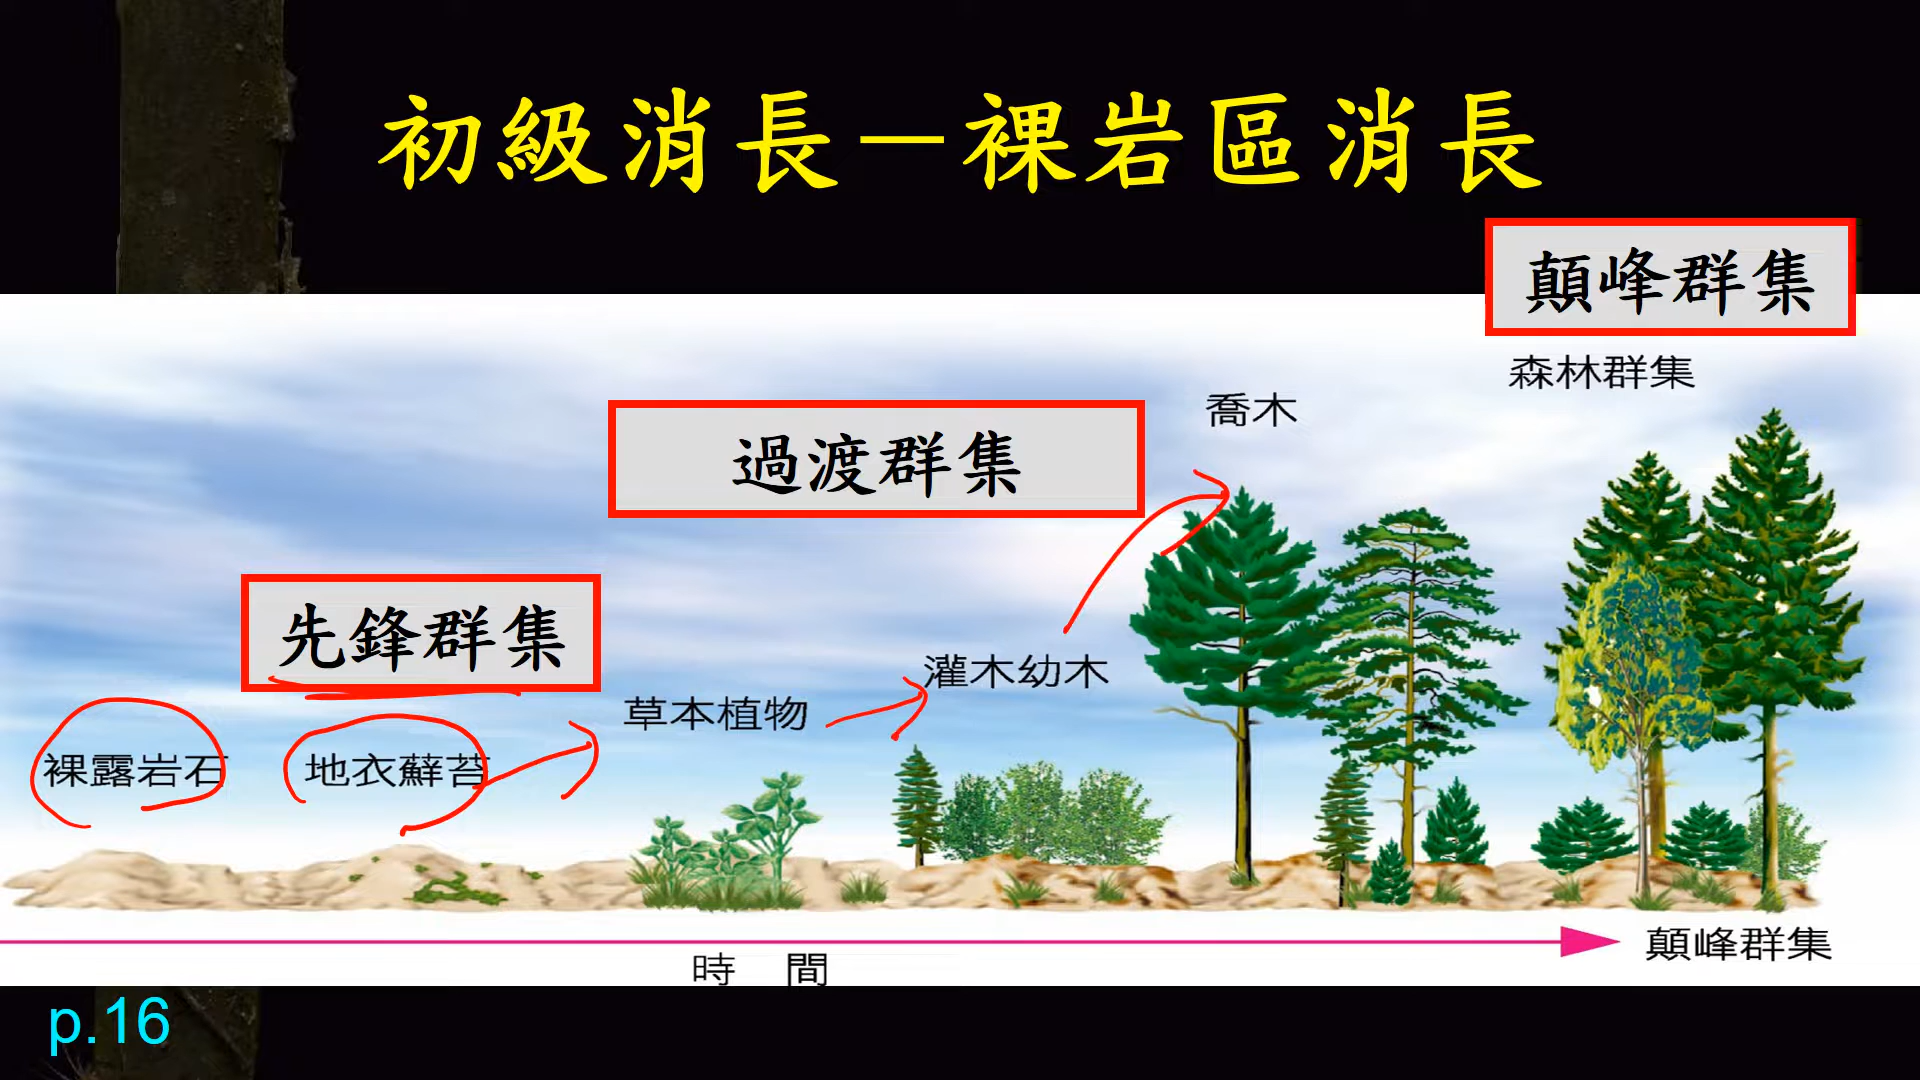 初級消長－裸岩區消長
顛峰群集
森林群集
喬木
過渡群集
先鋒群集
灌木幼木
草本植物
裸露岩石
地衣蘚苔
顛峰群集
時 間
p.16